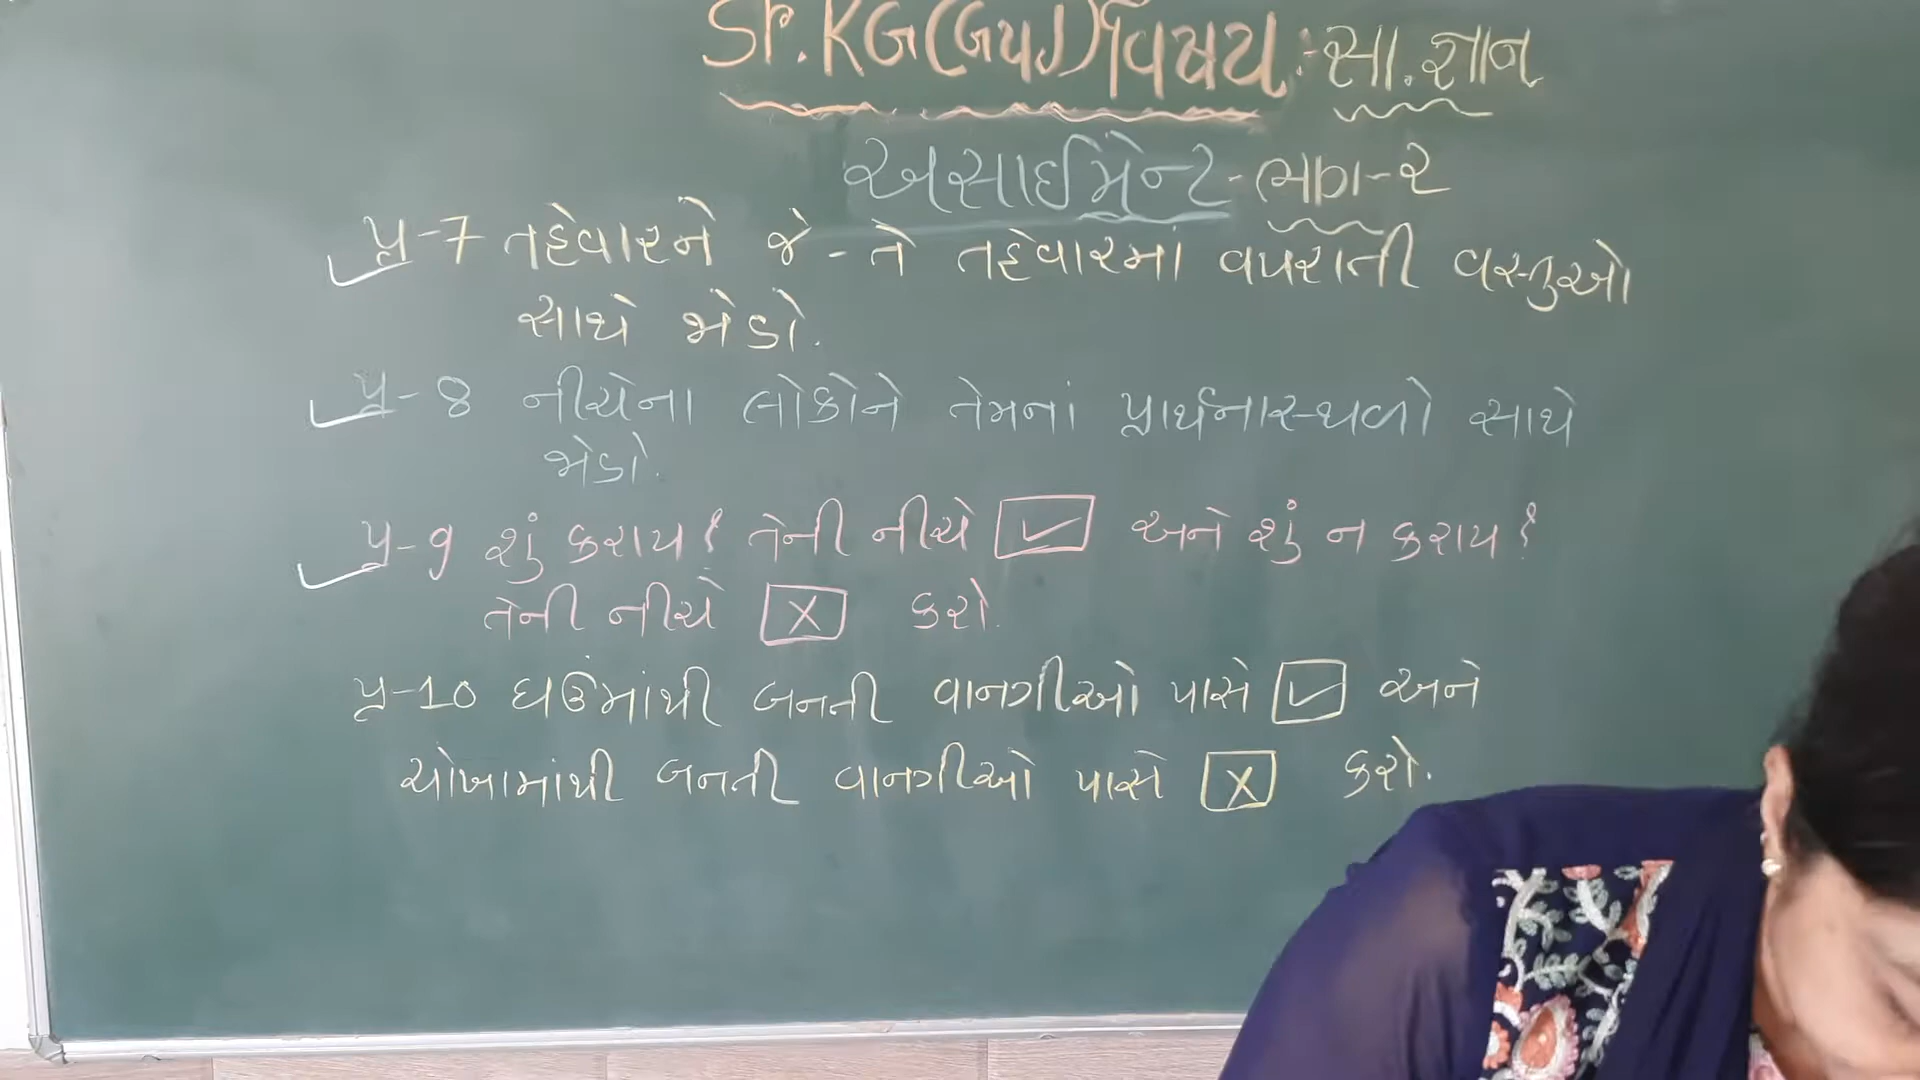 Sr.KG(GUJ)વિષય:-સા.જ્ઞાન
અસાઈમેન્ટ-ભાગ-૨
પ્ર-7 તહેવારને જે-તે તહેવારમાં વપરાતી વસ્તુઓ
સાથે જોડો.
પ્ર-8 નીચેના લોકોને તેમનાં પ્રાર્થનાસ્થળો સાથે
જોડો.
પ્ર-9 શું કરાય? તેની નીચે ✓ અને શું ન કરાય?
તેની નીચે X કરો.
પ્ર-10 ઘઉંમાંથી બનતી વાનગીઓ પાસે ✓ અને
ચોખામાંથી બનતી વાનગીઓ પાસે X કરો.